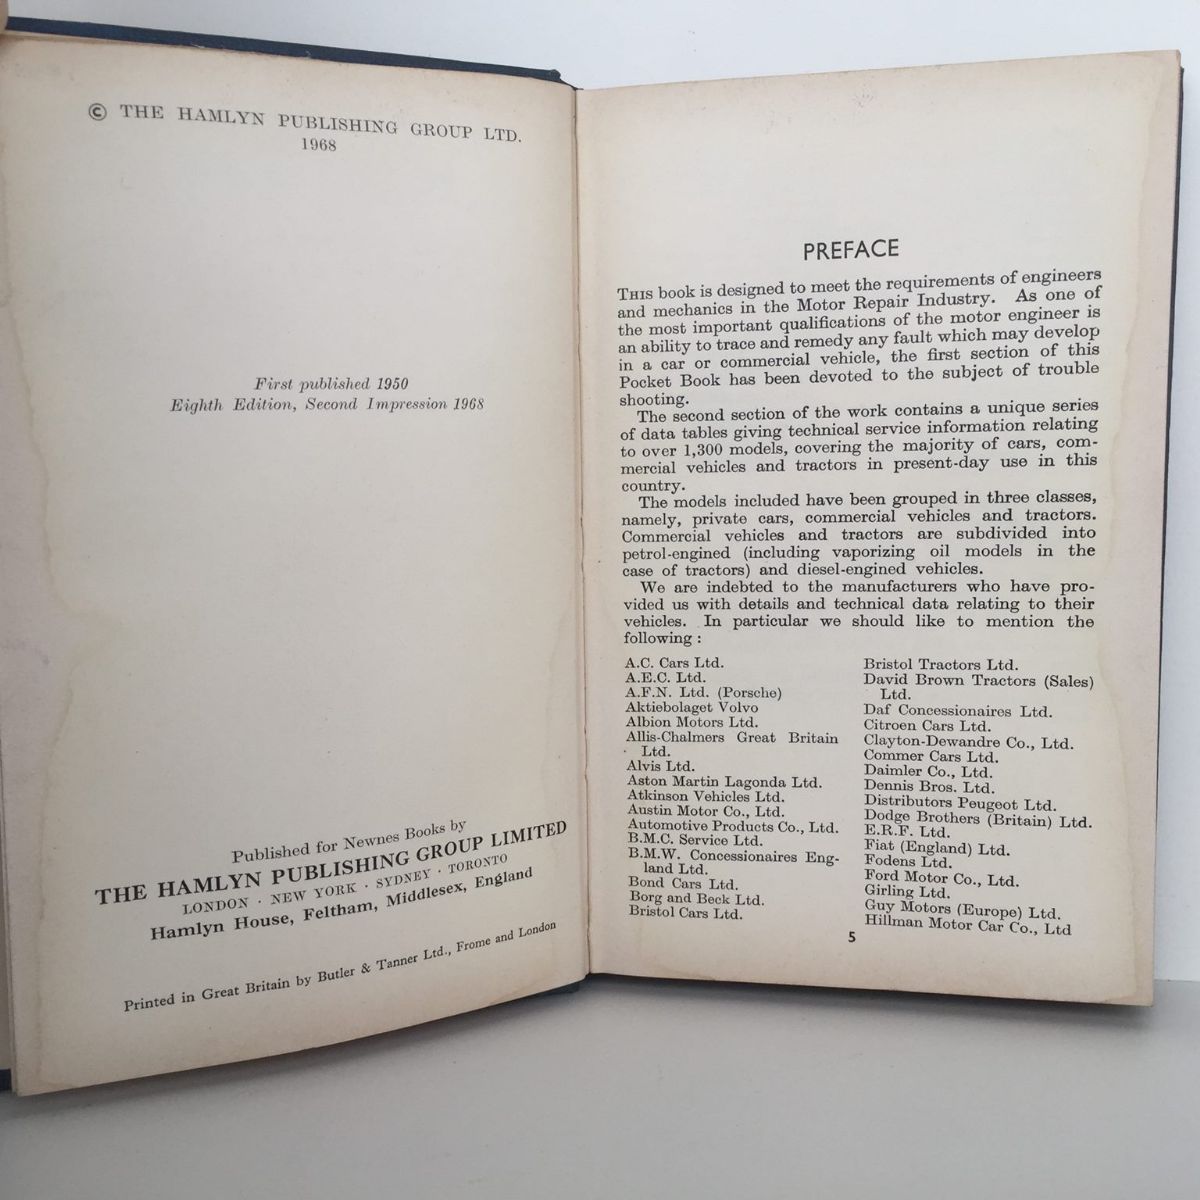 © THE HAMLYN PUBLISHING GROUP LTD.
1968
First published 1950
Eighth Edition, Second Impression 1968
Published for Newnes Books by
THE HAMLYN PUBLISHING GROUP LIMITED
LONDON · NEW YORK · SYDNEY · TORONTO
Hamlyn House, Feltham, Middlesex, England
Printed in Great Britain by Butler & Tanner Ltd., Frome and London
PREFACE
THIS book is designed to meet the requirements of engineers
and mechanics in the Motor Repair Industry. As one of
the most important qualifications of the motor engineer is
an ability to trace and remedy any fault which may develop
in a car or commercial vehicle, the first section of this
Pocket Book has been devoted to the subject of trouble
shooting.
The second section of the work contains a unique series
of data tables giving technical service information relating
to over 1,300 models, covering the majority of cars, com-
mercial vehicles and tractors in present-day use in this
country.
The models included have been grouped in three classes,
namely, private cars, commercial vehicles and tractors.
Commercial vehicles and tractors are subdivided into
petrol-engined (including vaporizing oil models in the
case of tractors) and diesel-engined vehicles.
We are indebted to the manufacturers who have pro-
vided us with details and technical data relating to their
vehicles. In particular we should like to mention the
following :
A.C. Cars Ltd.
A.E.C. Ltd.
A.F.N. Ltd. (Porsche)
Aktiebolaget Volvo
Albion Motors Ltd.
Allis-Chalmers Great Britain
Ltd.
Alvis Ltd.
Aston Martin Lagonda Ltd.
Atkinson Vehicles Ltd.
Austin Motor Co., Ltd.
Automotive Products Co., Ltd.
B.M.C. Service Ltd.
B.M.W. Concessionaires Eng-
land Ltd.
Bond Cars Ltd.
Borg and Beck Ltd.
Bristol Cars Ltd.
Bristol Tractors Ltd.
David Brown Tractors (Sales)
Ltd.
Daf Concessionaires Ltd.
Citroen Cars Ltd.
Clayton-Dewandre Co., Ltd.
Commer Cars Ltd.
Daimler Co., Ltd.
Dennis Bros. Ltd.
Distributors Peugeot Ltd.
Dodge Brothers (Britain) Ltd.
E.R.F. Ltd.
Fiat (England) Ltd.
Fodens Ltd.
Ford Motor Co., Ltd.
Girling Ltd.
Guy Motors (Europe) Ltd.
Hillman Motor Car Co., Ltd
5